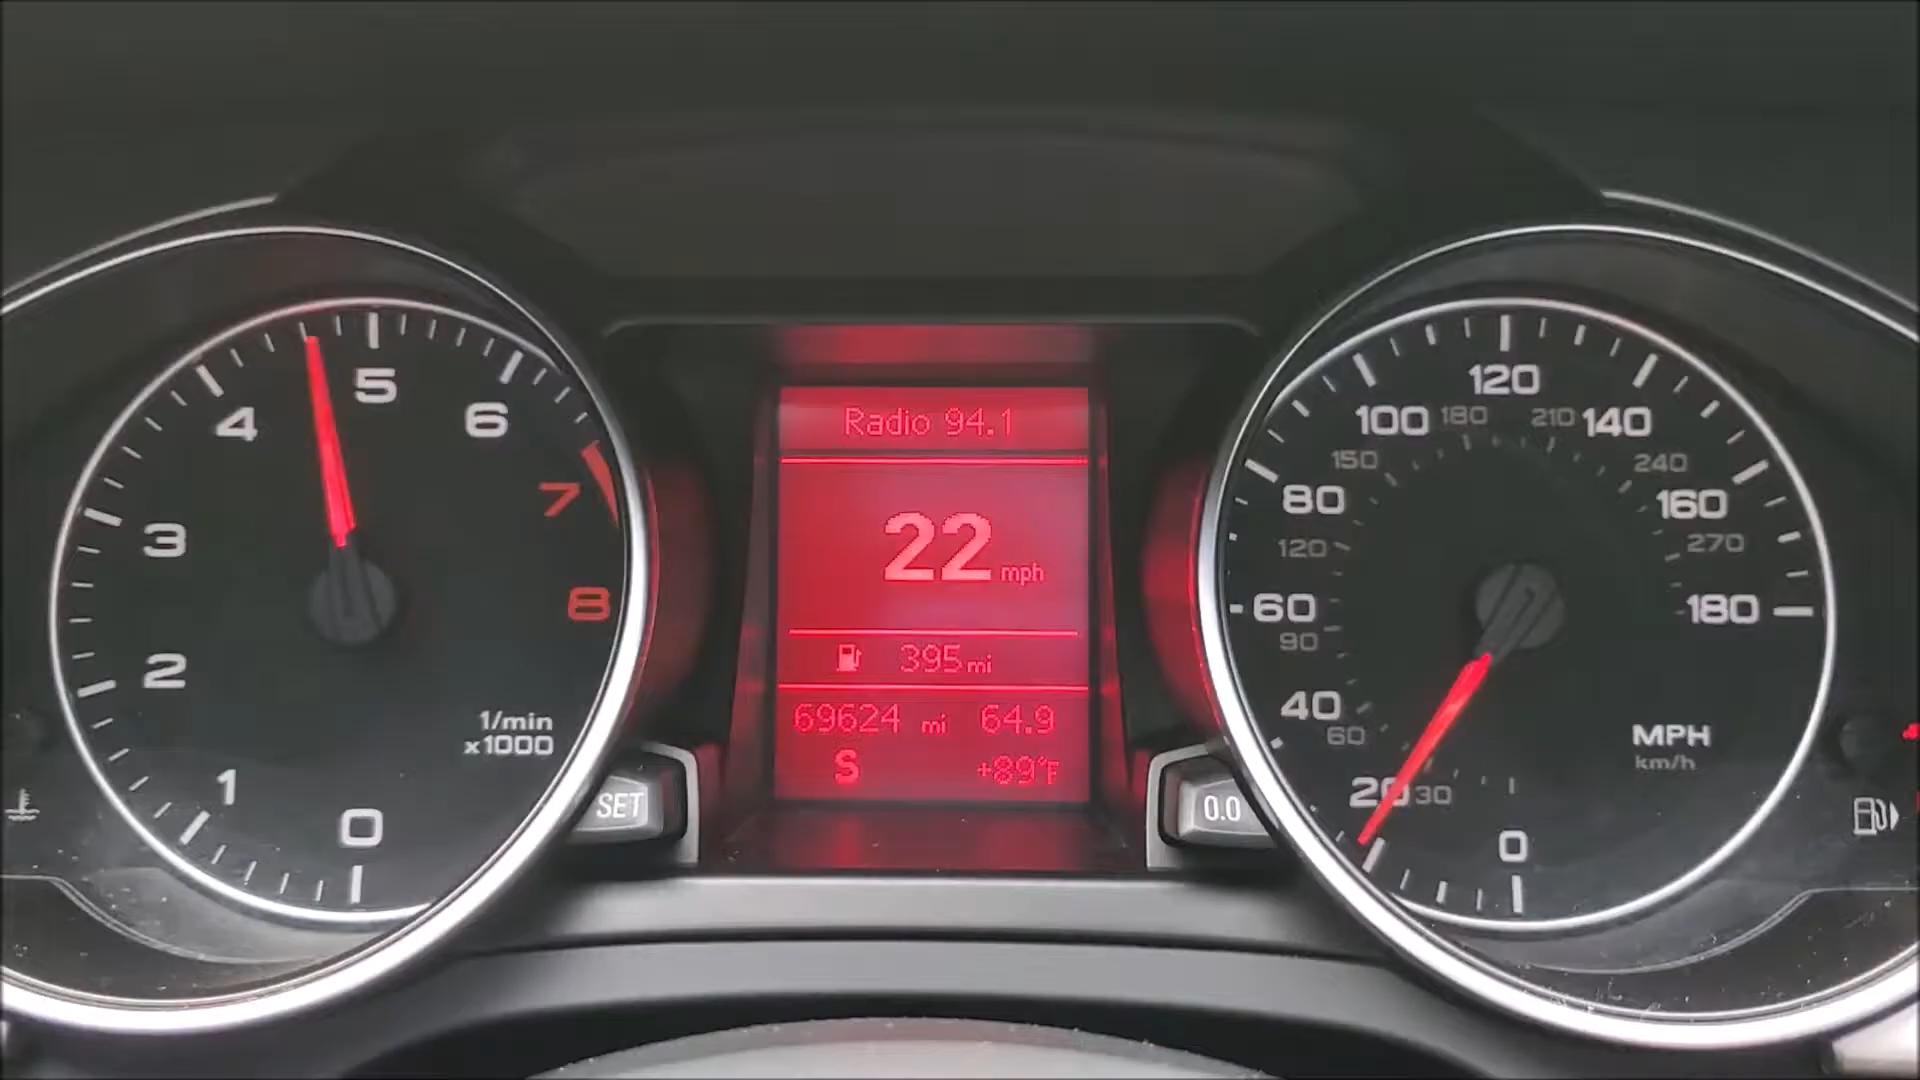 0
1
2
3
4
5
6
7
8
1/min
x1000
SET
Radio 94.1
22 mph
395 mi
69624 mi 64.9
S +89°F
0.0
0
20
40
60
80
100
120
140
160
180
30
60
90
120
150
180
210
240
270
MPH
km/h